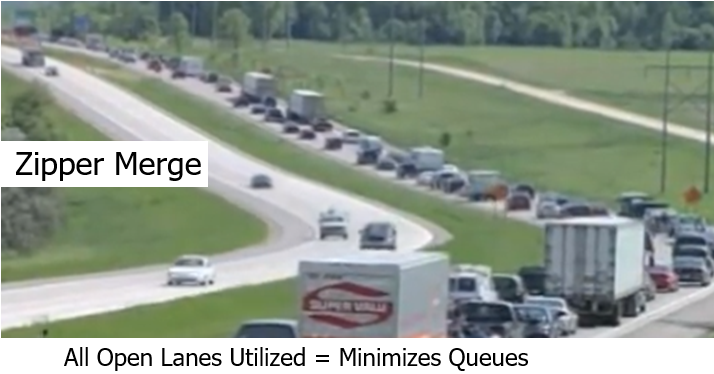 Zipper Merge
SUPER VALU
All Open Lanes Utilized = Minimizes Queues